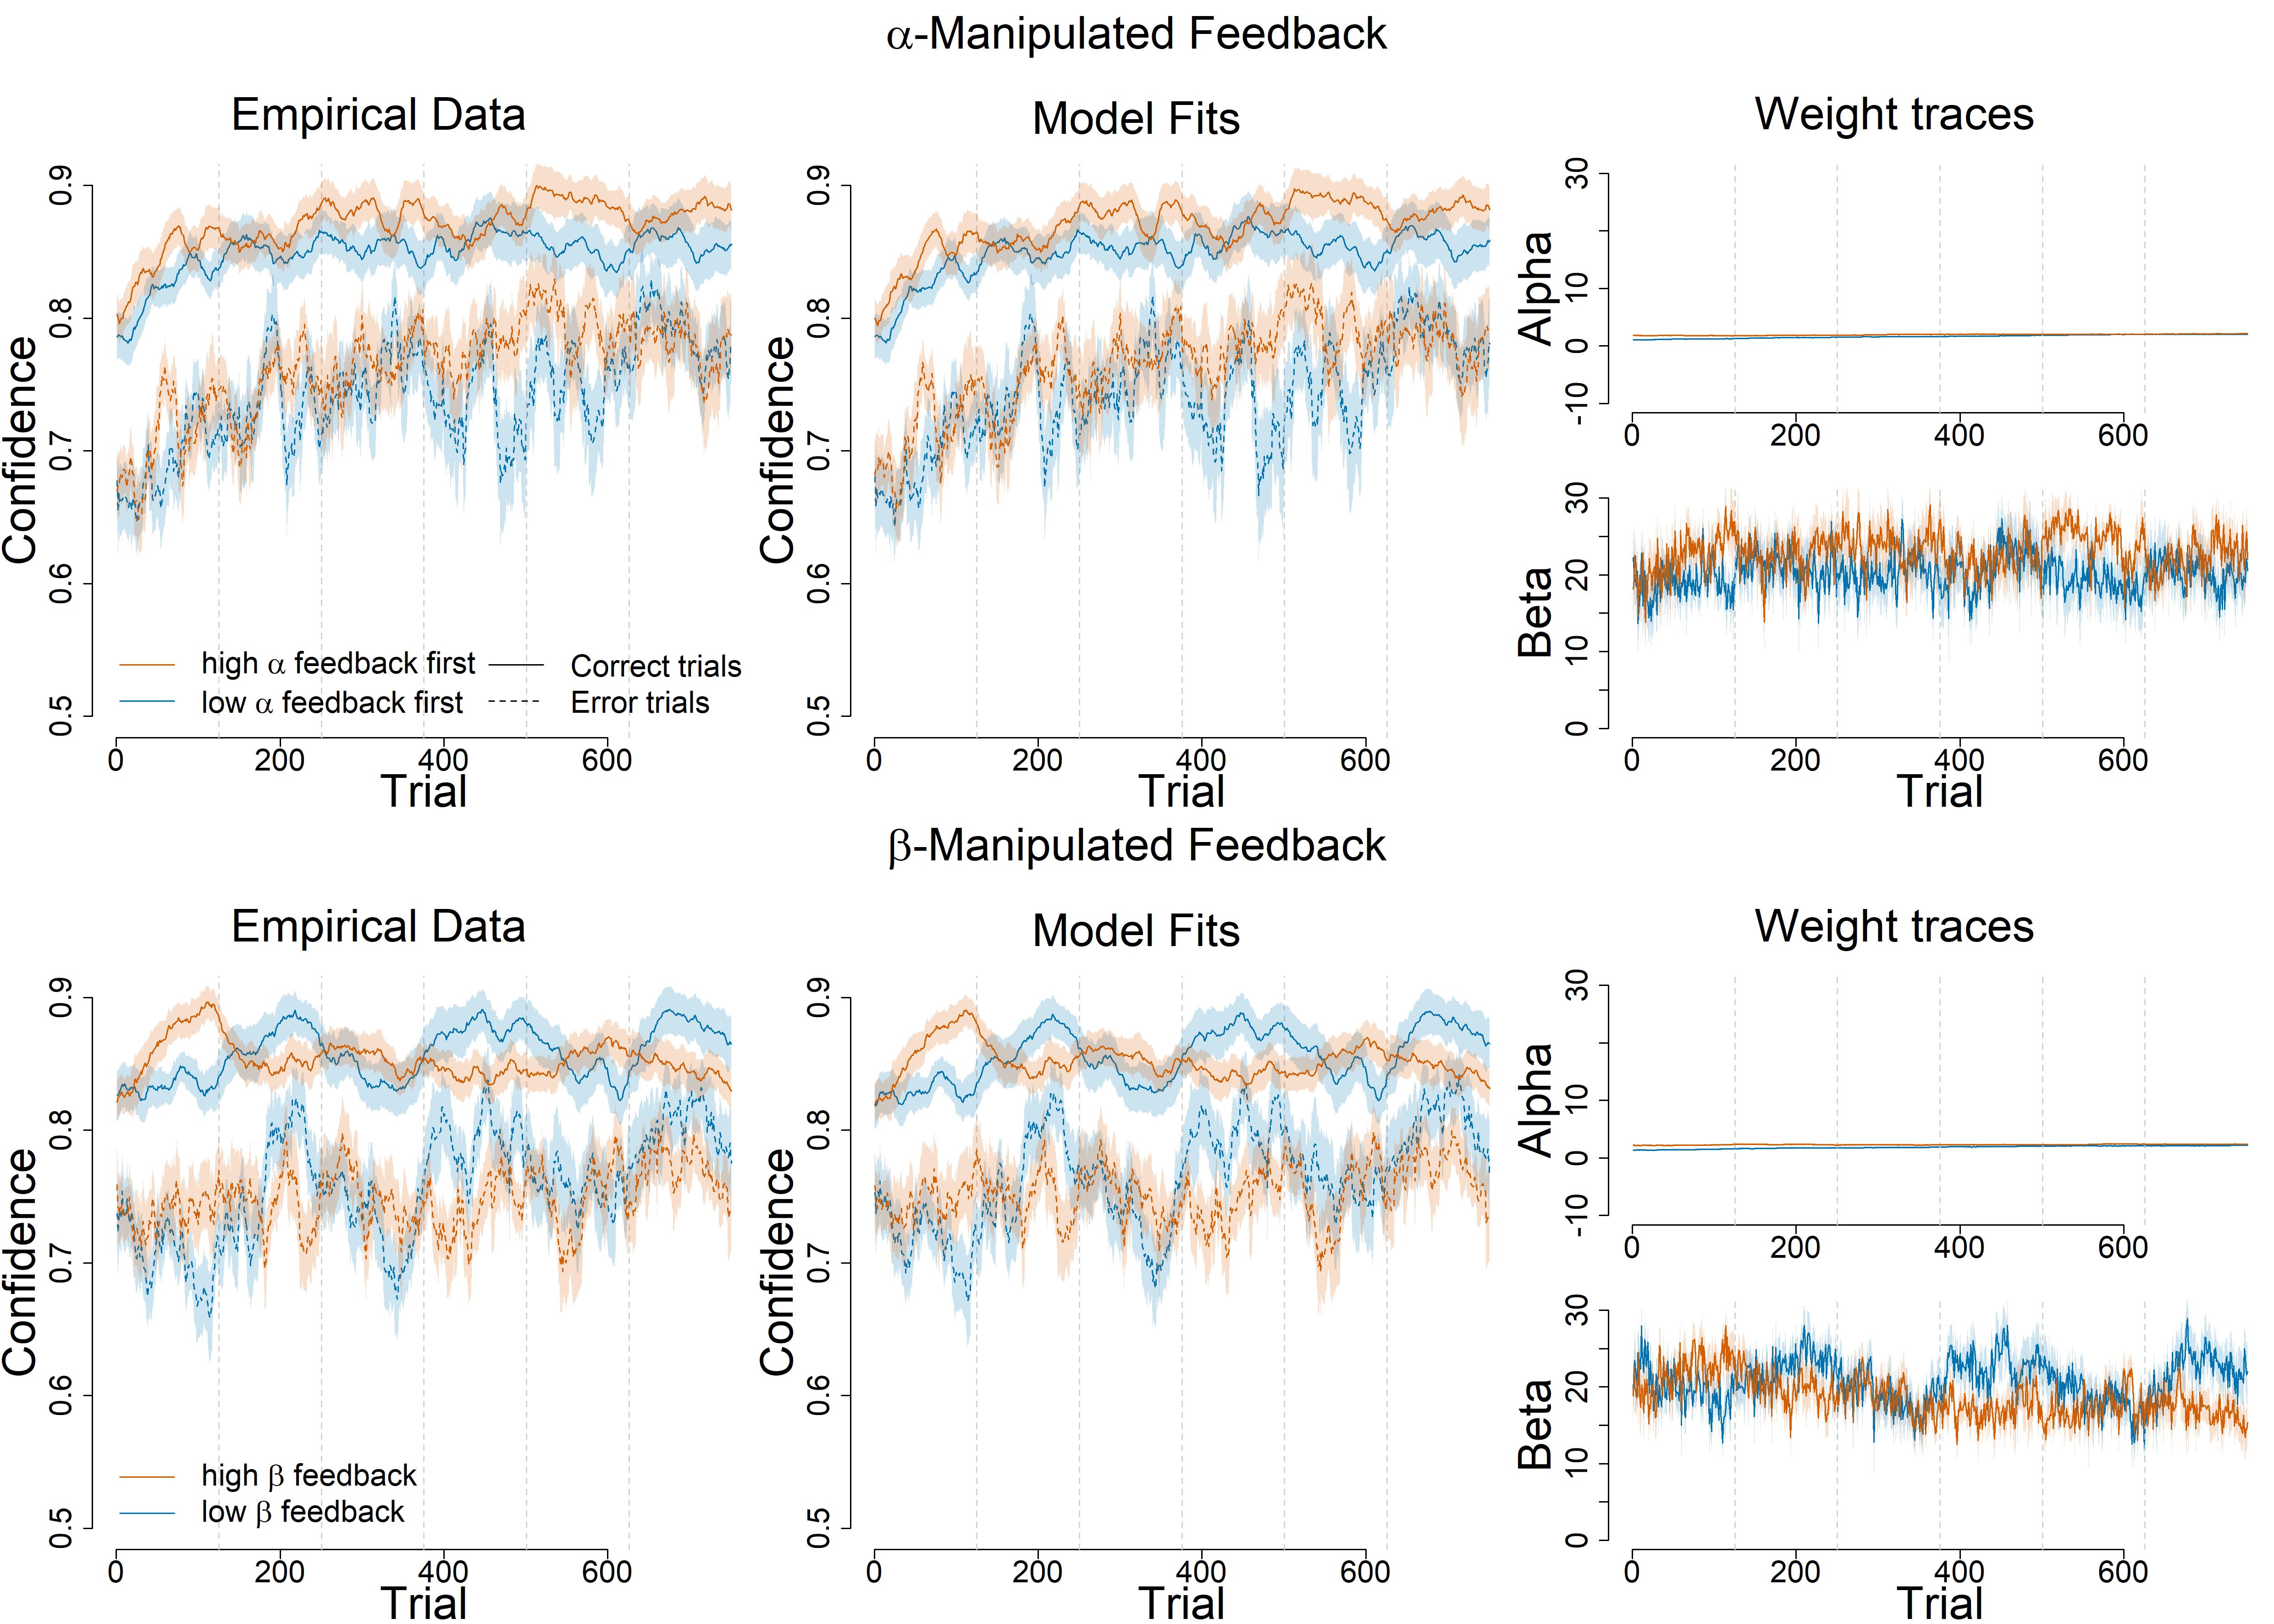 α-Manipulated Feedback
Empirical Data
Model Fits
Weight traces
Confidence
0.5 0.6 0.7 0.8 0.9
high α feedback first
low α feedback first
Correct trials
Error trials
0 200 400 600
Trial
Confidence
0.5 0.6 0.7 0.8 0.9
0 200 400 600
Trial
Alpha
-10 0 10 30
0 200 400 600
Beta
0 10 20 30
0 200 400 600
Trial
β-Manipulated Feedback
Empirical Data
Model Fits
Weight traces
Confidence
0.5 0.6 0.7 0.8 0.9
high β feedback
low β feedback
0 200 400 600
Trial
Confidence
0.5 0.6 0.7 0.8 0.9
0 200 400 600
Trial
Alpha
-10 0 10 30
0 200 400 600
Beta
0 10 20 30
0 200 400 600
Trial